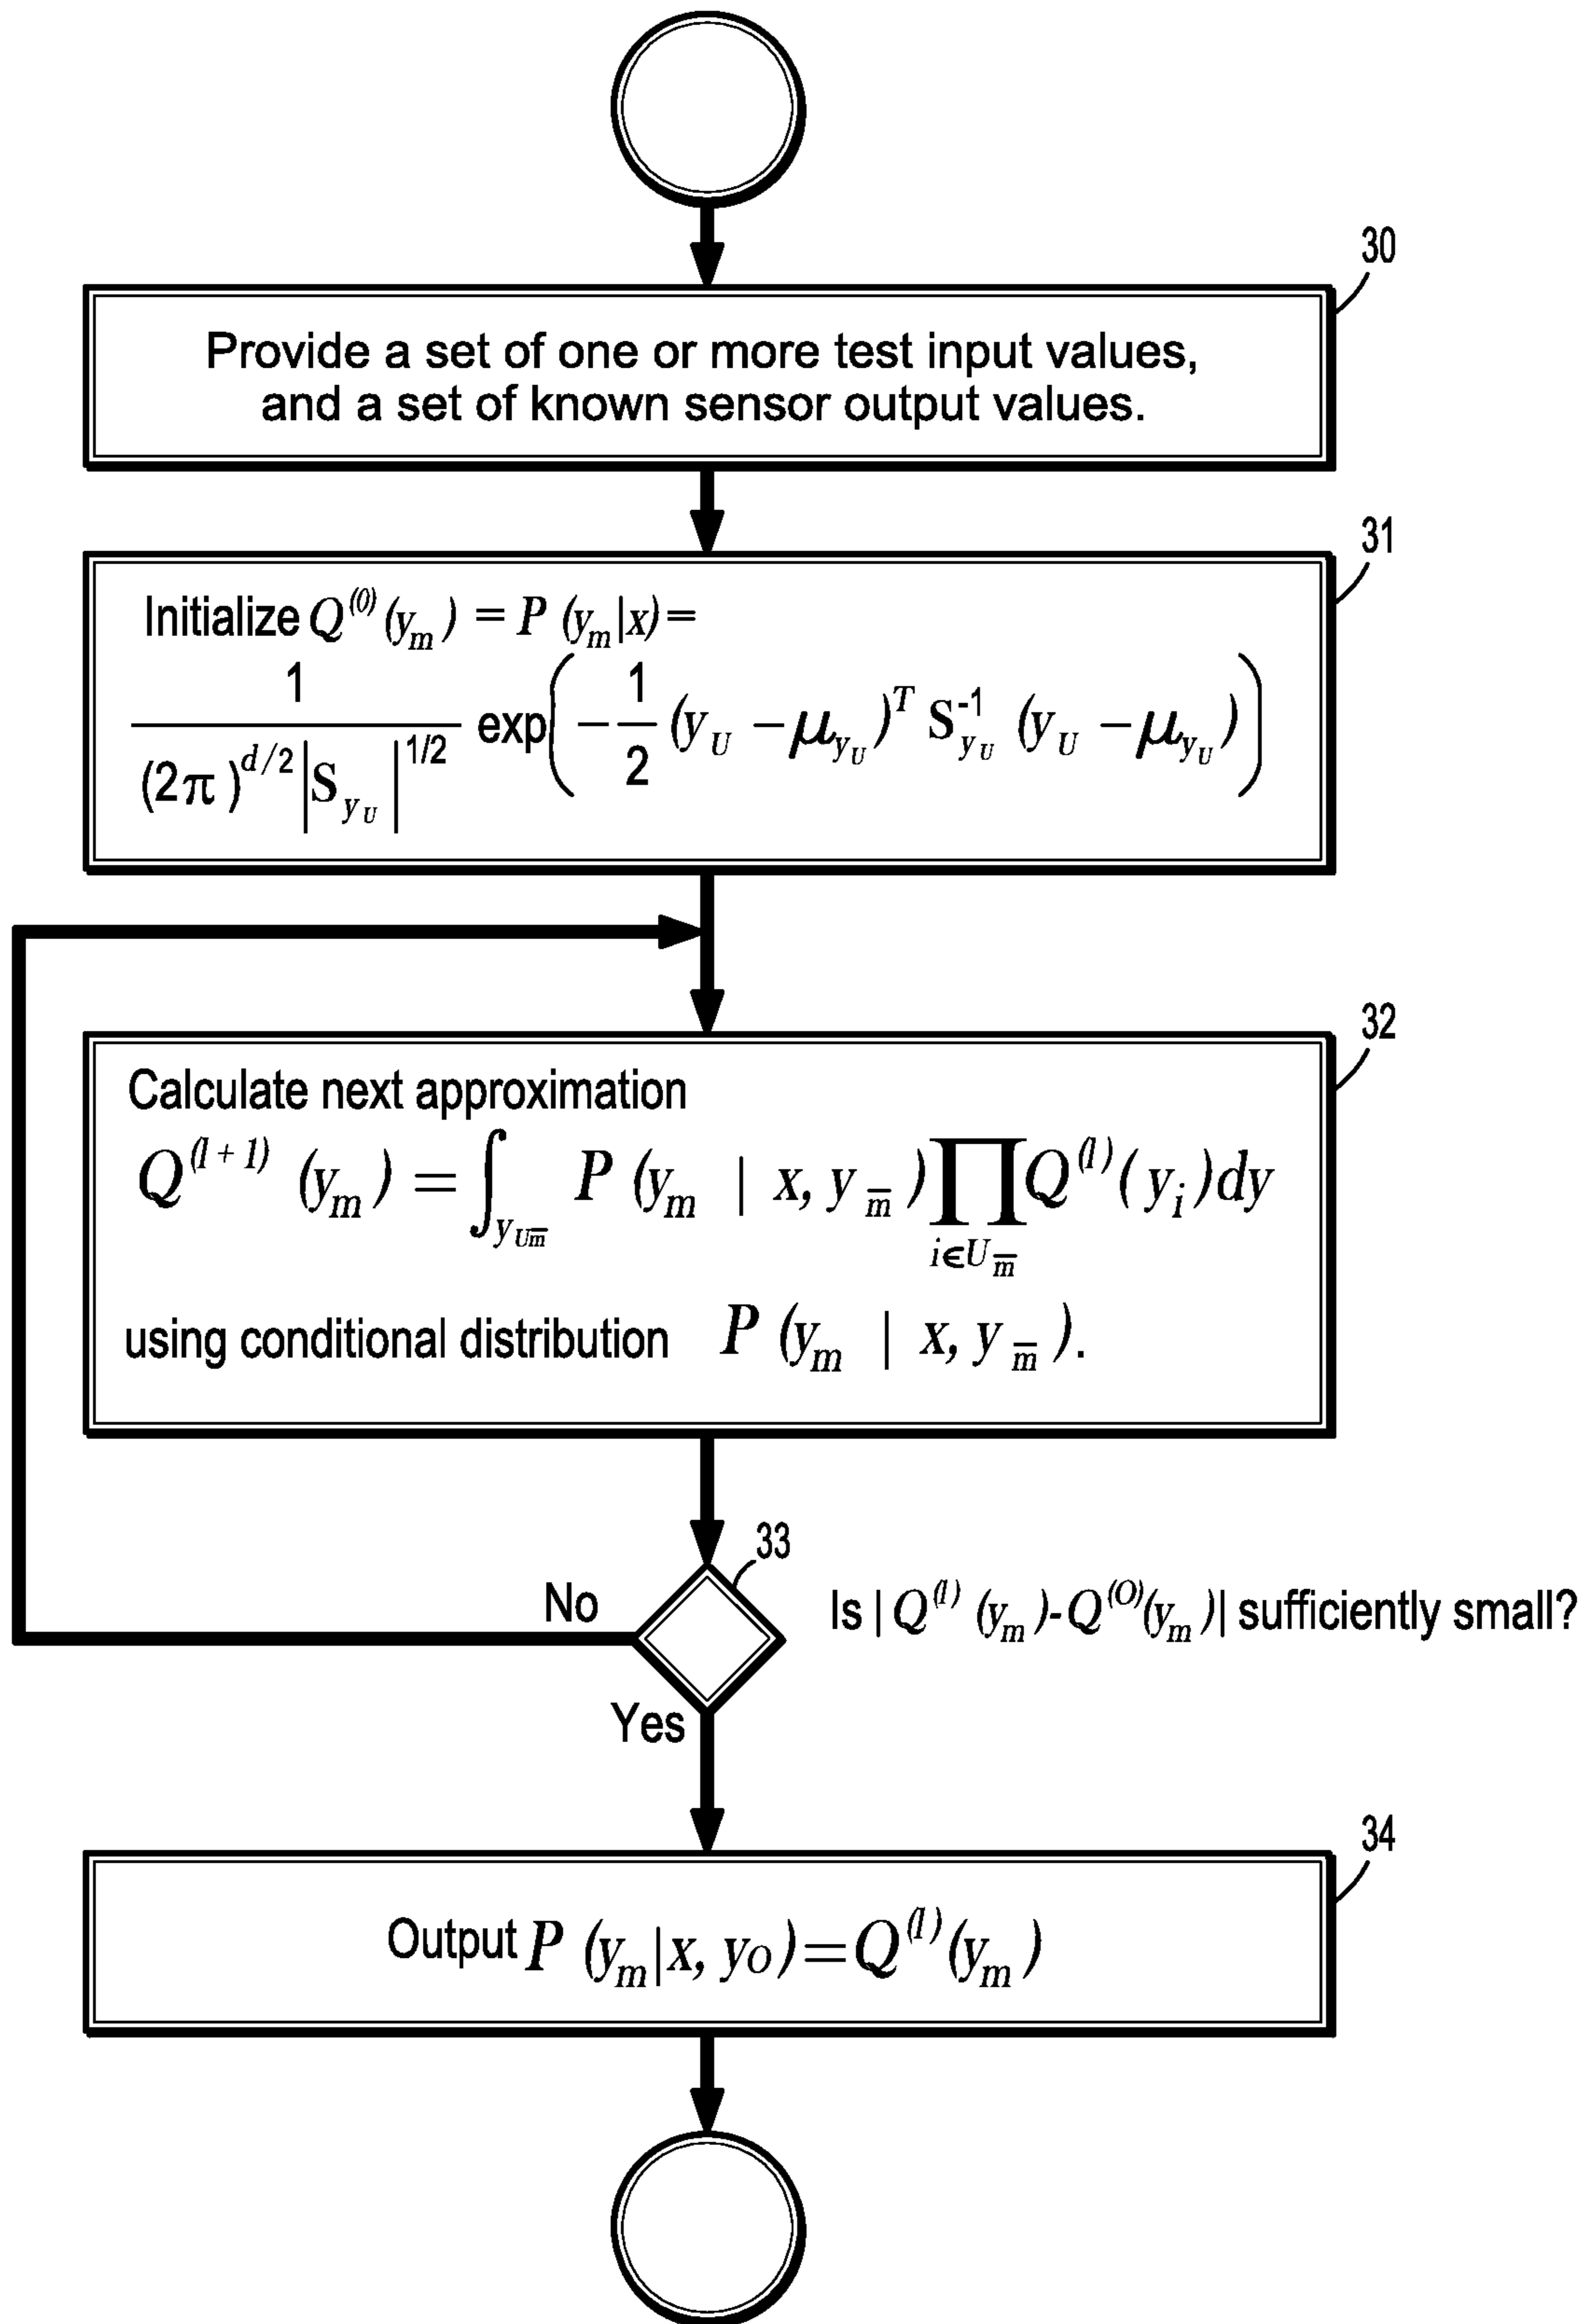 30
Provide a set of one or more test input values,
and a set of known sensor output values.
31
Initialize Q^(0) (y_m) = P (y_m|x) =
1 / ((2π)^{d/2} |S_{y_U}|^{1/2}) exp( −1/2 (y_U − μ_{y_U})^T S_{y_U}^{-1} (y_U − μ_{y_U}) )
32
Calculate next approximation
Q^(l + 1) (y_m) = ∫_{y_{U_m̅}} P (y_m | x, y_m̅) ∏_{i∈U_m̅} Q^(l) (y_i) dy
using conditional distribution P (y_m | x, y_m̅).
33
No
Is | Q^(l) (y_m) - Q^(O) (y_m) | sufficiently small?
Yes
34
Output P (y_m|x, y_O) = Q^(l) (y_m)